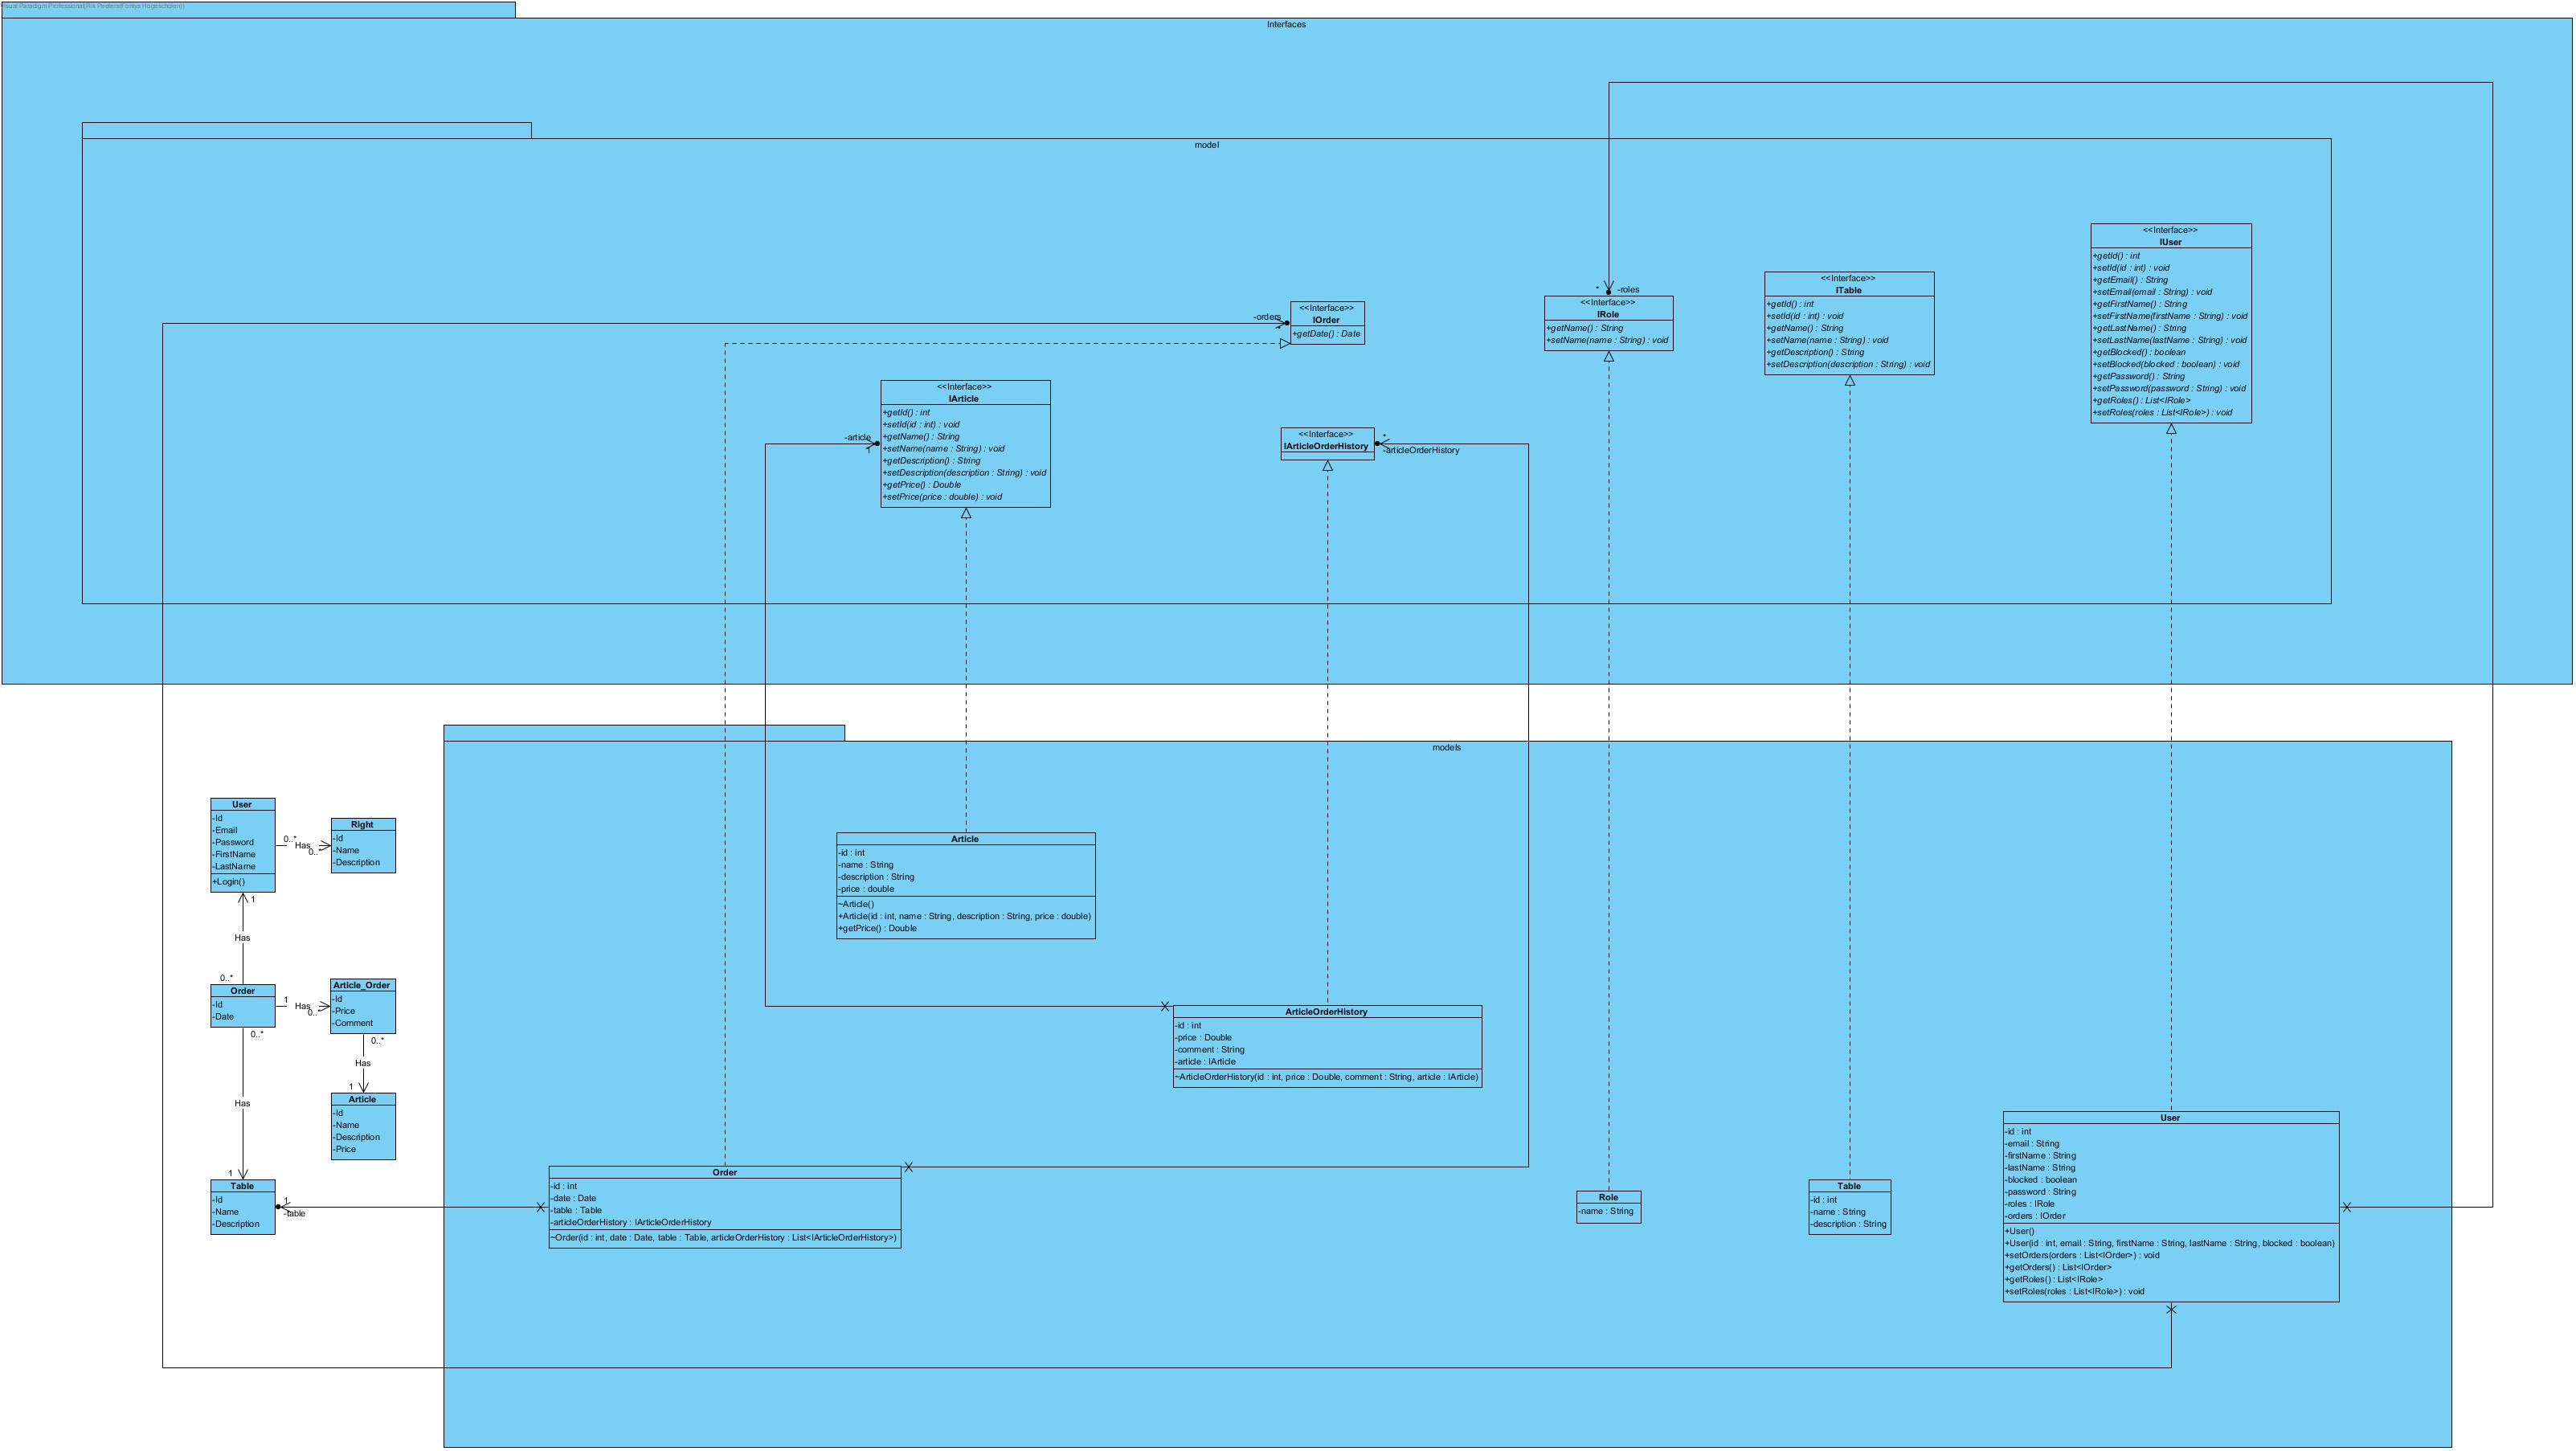 Visual Paradigm Professional(Rik Peeters(Fontys Hogescholen))
Interfaces
model
<<Interface>>
IUser
+getId() : int
+setId(id : int) : void
+getEmail() : String
+setEmail(email : String) : void
+getFirstName() : String
+setFirstName(firstName : String) : void
+getLastName() : String
+setLastName(lastName : String) : void
+getBlocked() : boolean
+setBlocked(blocked : boolean) : void
+getPassword() : String
+setPassword(password : String) : void
+getRoles() : List<IRole>
+setRoles(roles : List<IRole>) : void
<<Interface>>
ITable
+getId() : int
+setId(id : int) : void
+getName() : String
+setName(name : String) : void
+getDescription() : String
+setDescription(description : String) : void
* -roles
<<Interface>>
IRole
+getName() : String
+setName(name : String) : void
-orders
<<Interface>>
IOrder
+getDate() : Date
<<Interface>>
IArticle
+getId() : int
+setId(id : int) : void
+getName() : String
+setName(name : String) : void
+getDescription() : String
+setDescription(description : String) : void
+getPrice() : Double
+setPrice(price : double) : void
-article
1
<<Interface>>
IArticleOrderHistory
*
-articleOrderHistory
models
User
-Id
-Email
-Password
-FirstName
-LastName
+Login()
0..*
Has
0..*
Right
-Id
-Name
-Description
1
Has
0..*
Order
-Id
-Date
1
Has
0..*
Article_Order
-Id
-Price
-Comment
0..*
Has
1
Article
-Id
-Name
-Description
-Price
0..*
Has
1
Table
-Id
-Name
-Description
1
-table
Article
-id : int
-name : String
-description : String
-price : double
~Article()
+Article(id : int, name : String, description : String, price : double)
+getPrice() : Double
ArticleOrderHistory
-id : int
-price : Double
-comment : String
-article : IArticle
~ArticleOrderHistory(id : int, price : Double, comment : String, article : IArticle)
Order
-id : int
-date : Date
-table : Table
-articleOrderHistory : IArticleOrderHistory
~Order(id : int, date : Date, table : Table, articleOrderHistory : List<IArticleOrderHistory>)
Role
-name : String
Table
-id : int
-name : String
-description : String
User
-id : int
-email : String
-firstName : String
-lastName : String
-blocked : boolean
-password : String
-roles : IRole
-orders : IOrder
+User()
+User(id : int, email : String, firstName : String, lastName : String, blocked : boolean)
+setOrders(orders : List<IOrder>) : void
+getOrders() : List<IOrder>
+getRoles() : List<IRole>
+setRoles(roles : List<IRole>) : void